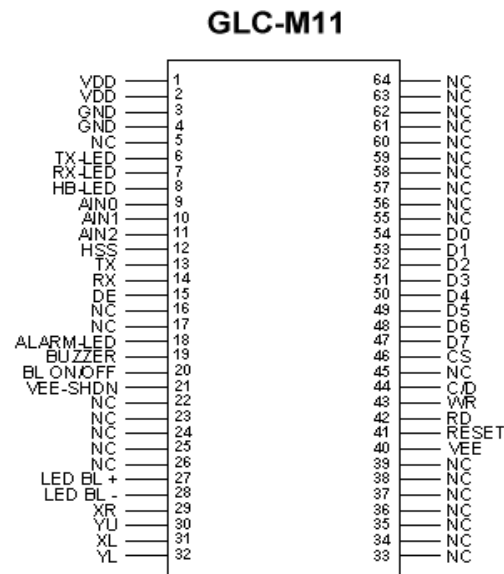 GLC-M11
VDD 1 64 NC
VDD 2 63 NC
GND 3 62 NC
GND 4 61 NC
NC 5 60 NC
TX-LED 6 59 NC
RX-LED 7 58 NC
HB-LED 8 57 NC
AIN0 9 56 NC
AIN1 10 55 NC
AIN2 11 54 D0
HSS 12 53 D1
TX 13 52 D2
RX 14 51 D3
DE 15 50 D4
NC 16 49 D5
NC 17 48 D6
ALARM-LED 18 47 D7
BUZZER 19 46 CS
BL ON/OFF 20 45 NC
VEE-SHDN 21 44 C/D
NC 22 43 WR
NC 23 42 RD
NC 24 41 RESET
NC 25 40 VEE
NC 26 39 NC
LED BL + 27 38 NC
LED BL - 28 37 NC
XR 29 36 NC
YU 30 35 NC
XL 31 34 NC
YL 32 33 NC